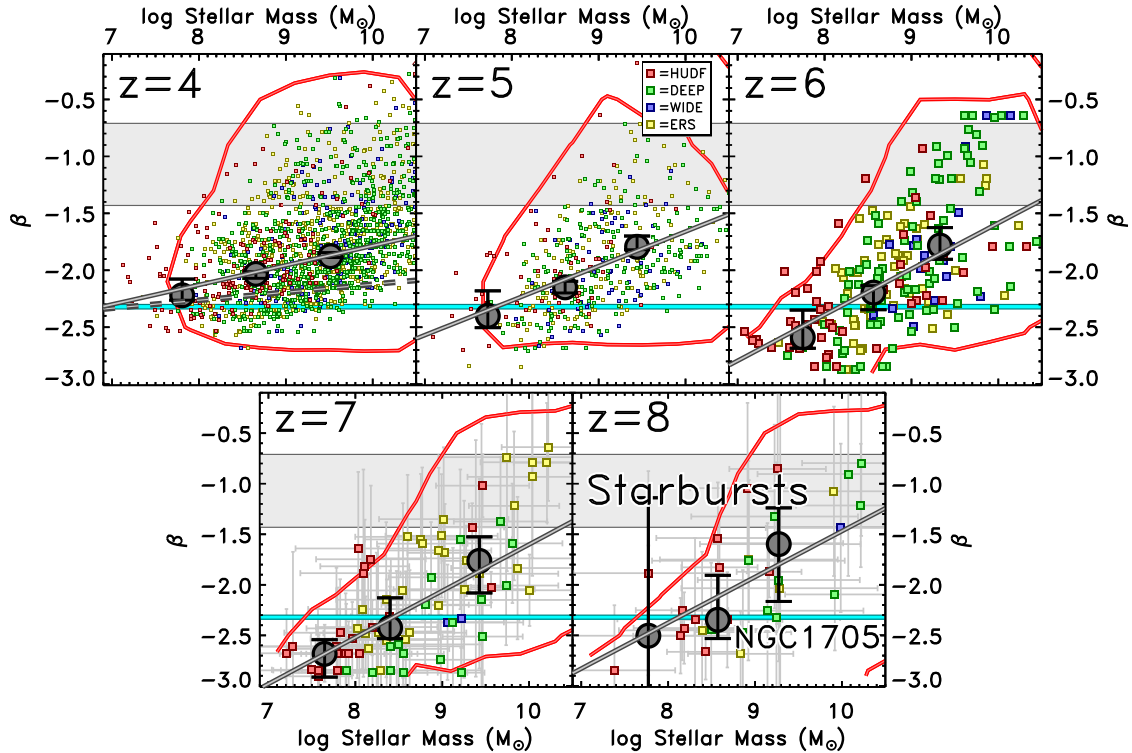 log Stellar Mass (M⊙) log Stellar Mass (M⊙) log Stellar Mass (M⊙)
7 8 9 10 7 8 9 10 7 8 9 10
z=4 z=5 z=6
=HUDF
=DEEP
=WIDE
=ERS
−0.5 −0.5
−1.0 −1.0
−1.5 −1.5
β β
−2.0 −2.0
−2.5 −2.5
−3.0 −3.0
z=7 z=8
−0.5 −0.5
−1.0 −1.0
Starbursts
−1.5 −1.5
β β
−2.0 −2.0
−2.5 −2.5
NGC1705
−3.0 −3.0
7 8 9 10 7 8 9 10
log Stellar Mass (M⊙) log Stellar Mass (M⊙)